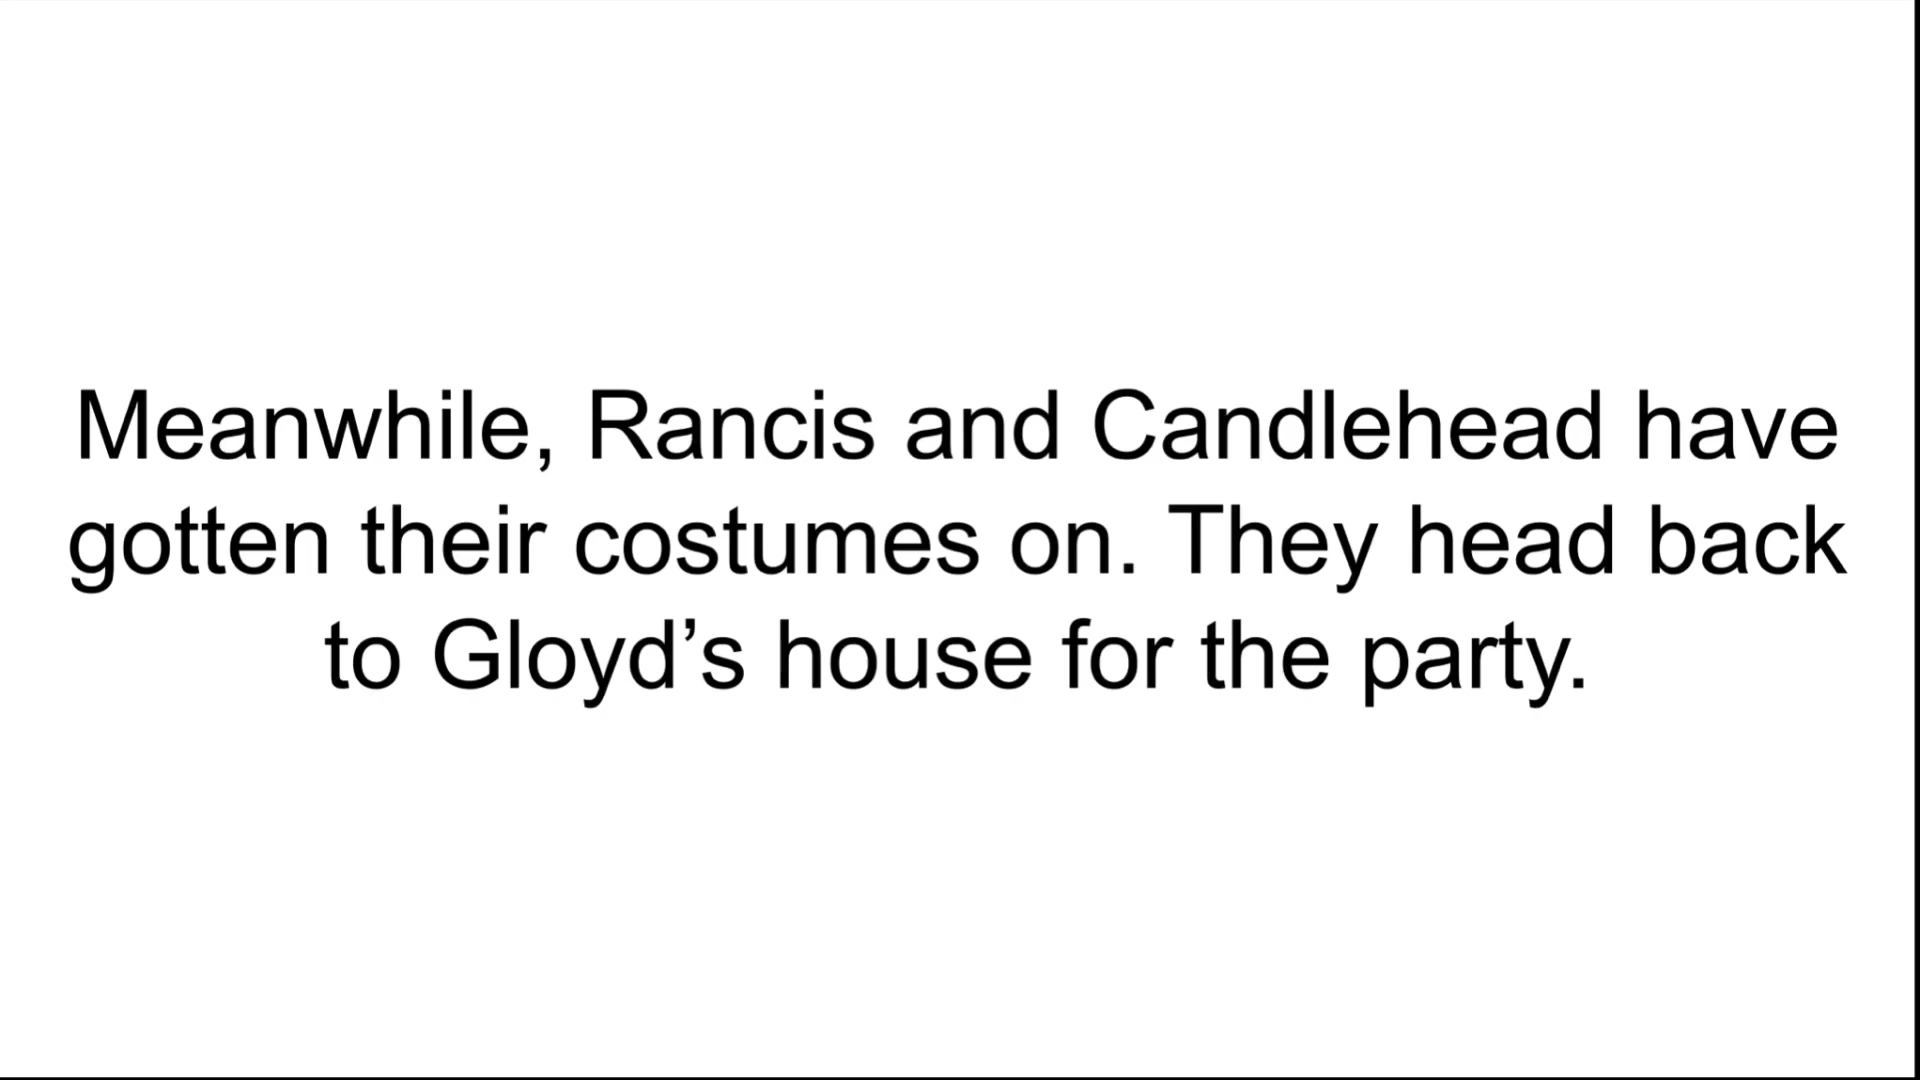 Meanwhile, Rancis and Candlehead have
gotten their costumes on. They head back
to Gloyd’s house for the party.